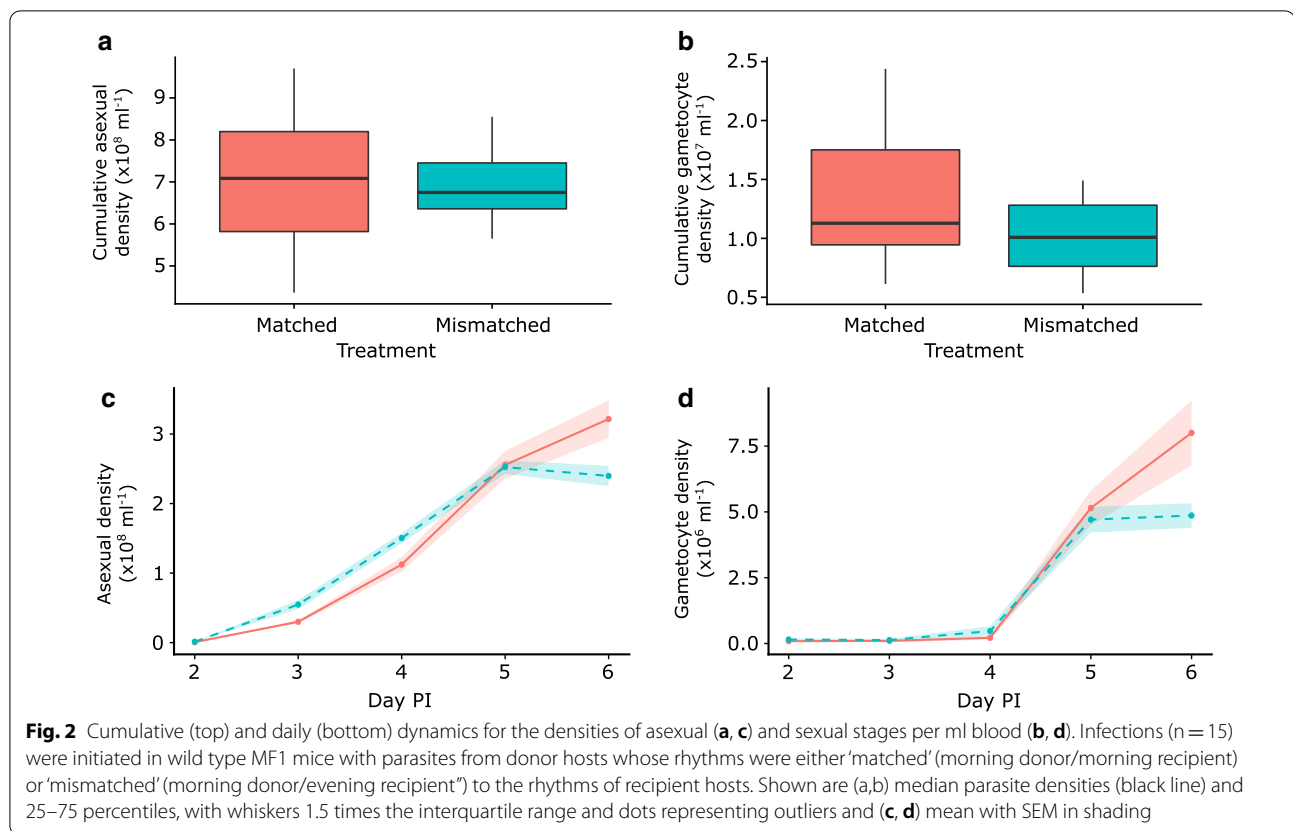 a
Cumulative asexual
density (x10⁸ ml⁻¹)
9
8
7
6
5
Matched
Mismatched
Treatment
b
Cumulative gametocyte
density (x10⁷ ml⁻¹)
2.5
2.0
1.5
1.0
0.5
Matched
Mismatched
Treatment
c
Asexual density
(x10⁸ ml⁻¹)
3
2
1
0
2 3 4 5 6
Day PI
d
Gametocyte density
(x10⁶ ml⁻¹)
7.5
5.0
2.5
0.0
2 3 4 5 6
Day PI
Fig. 2 Cumulative (top) and daily (bottom) dynamics for the densities of asexual (a, c) and sexual stages per ml blood (b, d). Infections (n = 15)
were initiated in wild type MF1 mice with parasites from donor hosts whose rhythms were either ‘matched’ (morning donor/morning recipient)
or ‘mismatched’ (morning donor/evening recipient”) to the rhythms of recipient hosts. Shown are (a,b) median parasite densities (black line) and
25–75 percentiles, with whiskers 1.5 times the interquartile range and dots representing outliers and (c, d) mean with SEM in shading